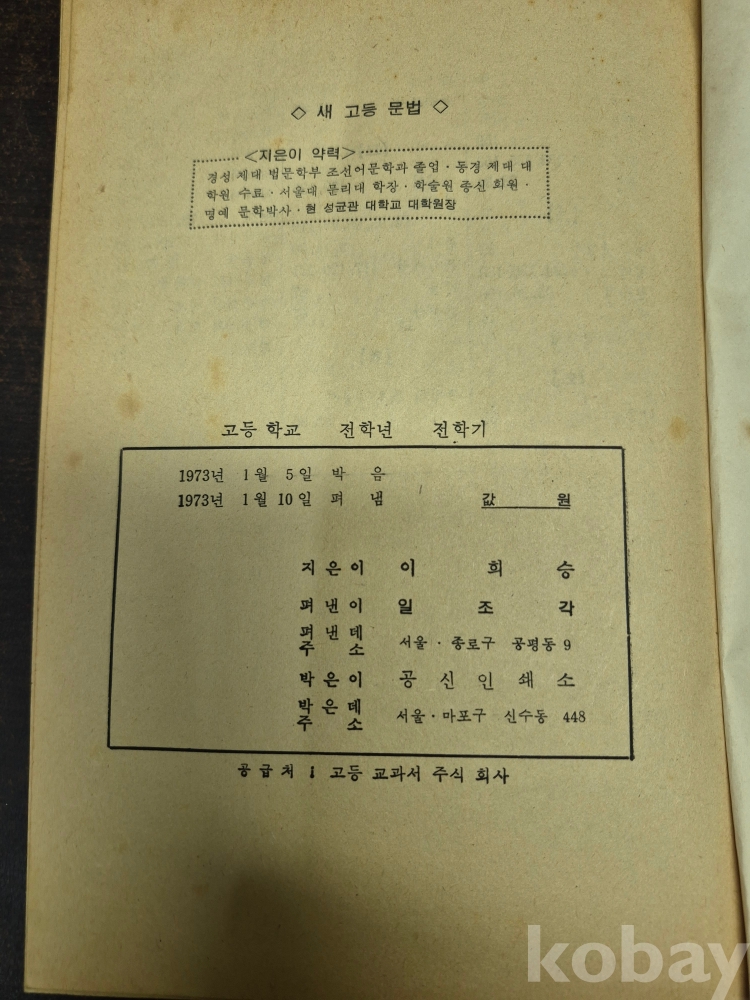 ◇ 새 고등 문법 ◇
<지은이 약력>
경성 제대 법문학부 조선어문학과 졸업·동경 제대 대
학원 수료·서울대 문리대 학장·학술원 종신 회원·
명예 문학박사·현 성균관 대학교 대학원장
고등 학교 전학년 전학기
1973년 1월 5일 박 음
1973년 1월 10일 펴 냄 값 원
지은이 이 희 승
펴낸이 일 조 각
펴낸데
주 소 서울·종로구 공평동 9
박은이 공신인쇄소
박은데
주 소 서울·마포구 신수동 448
공급처 : 고등 교과서 주식 회사
kobay